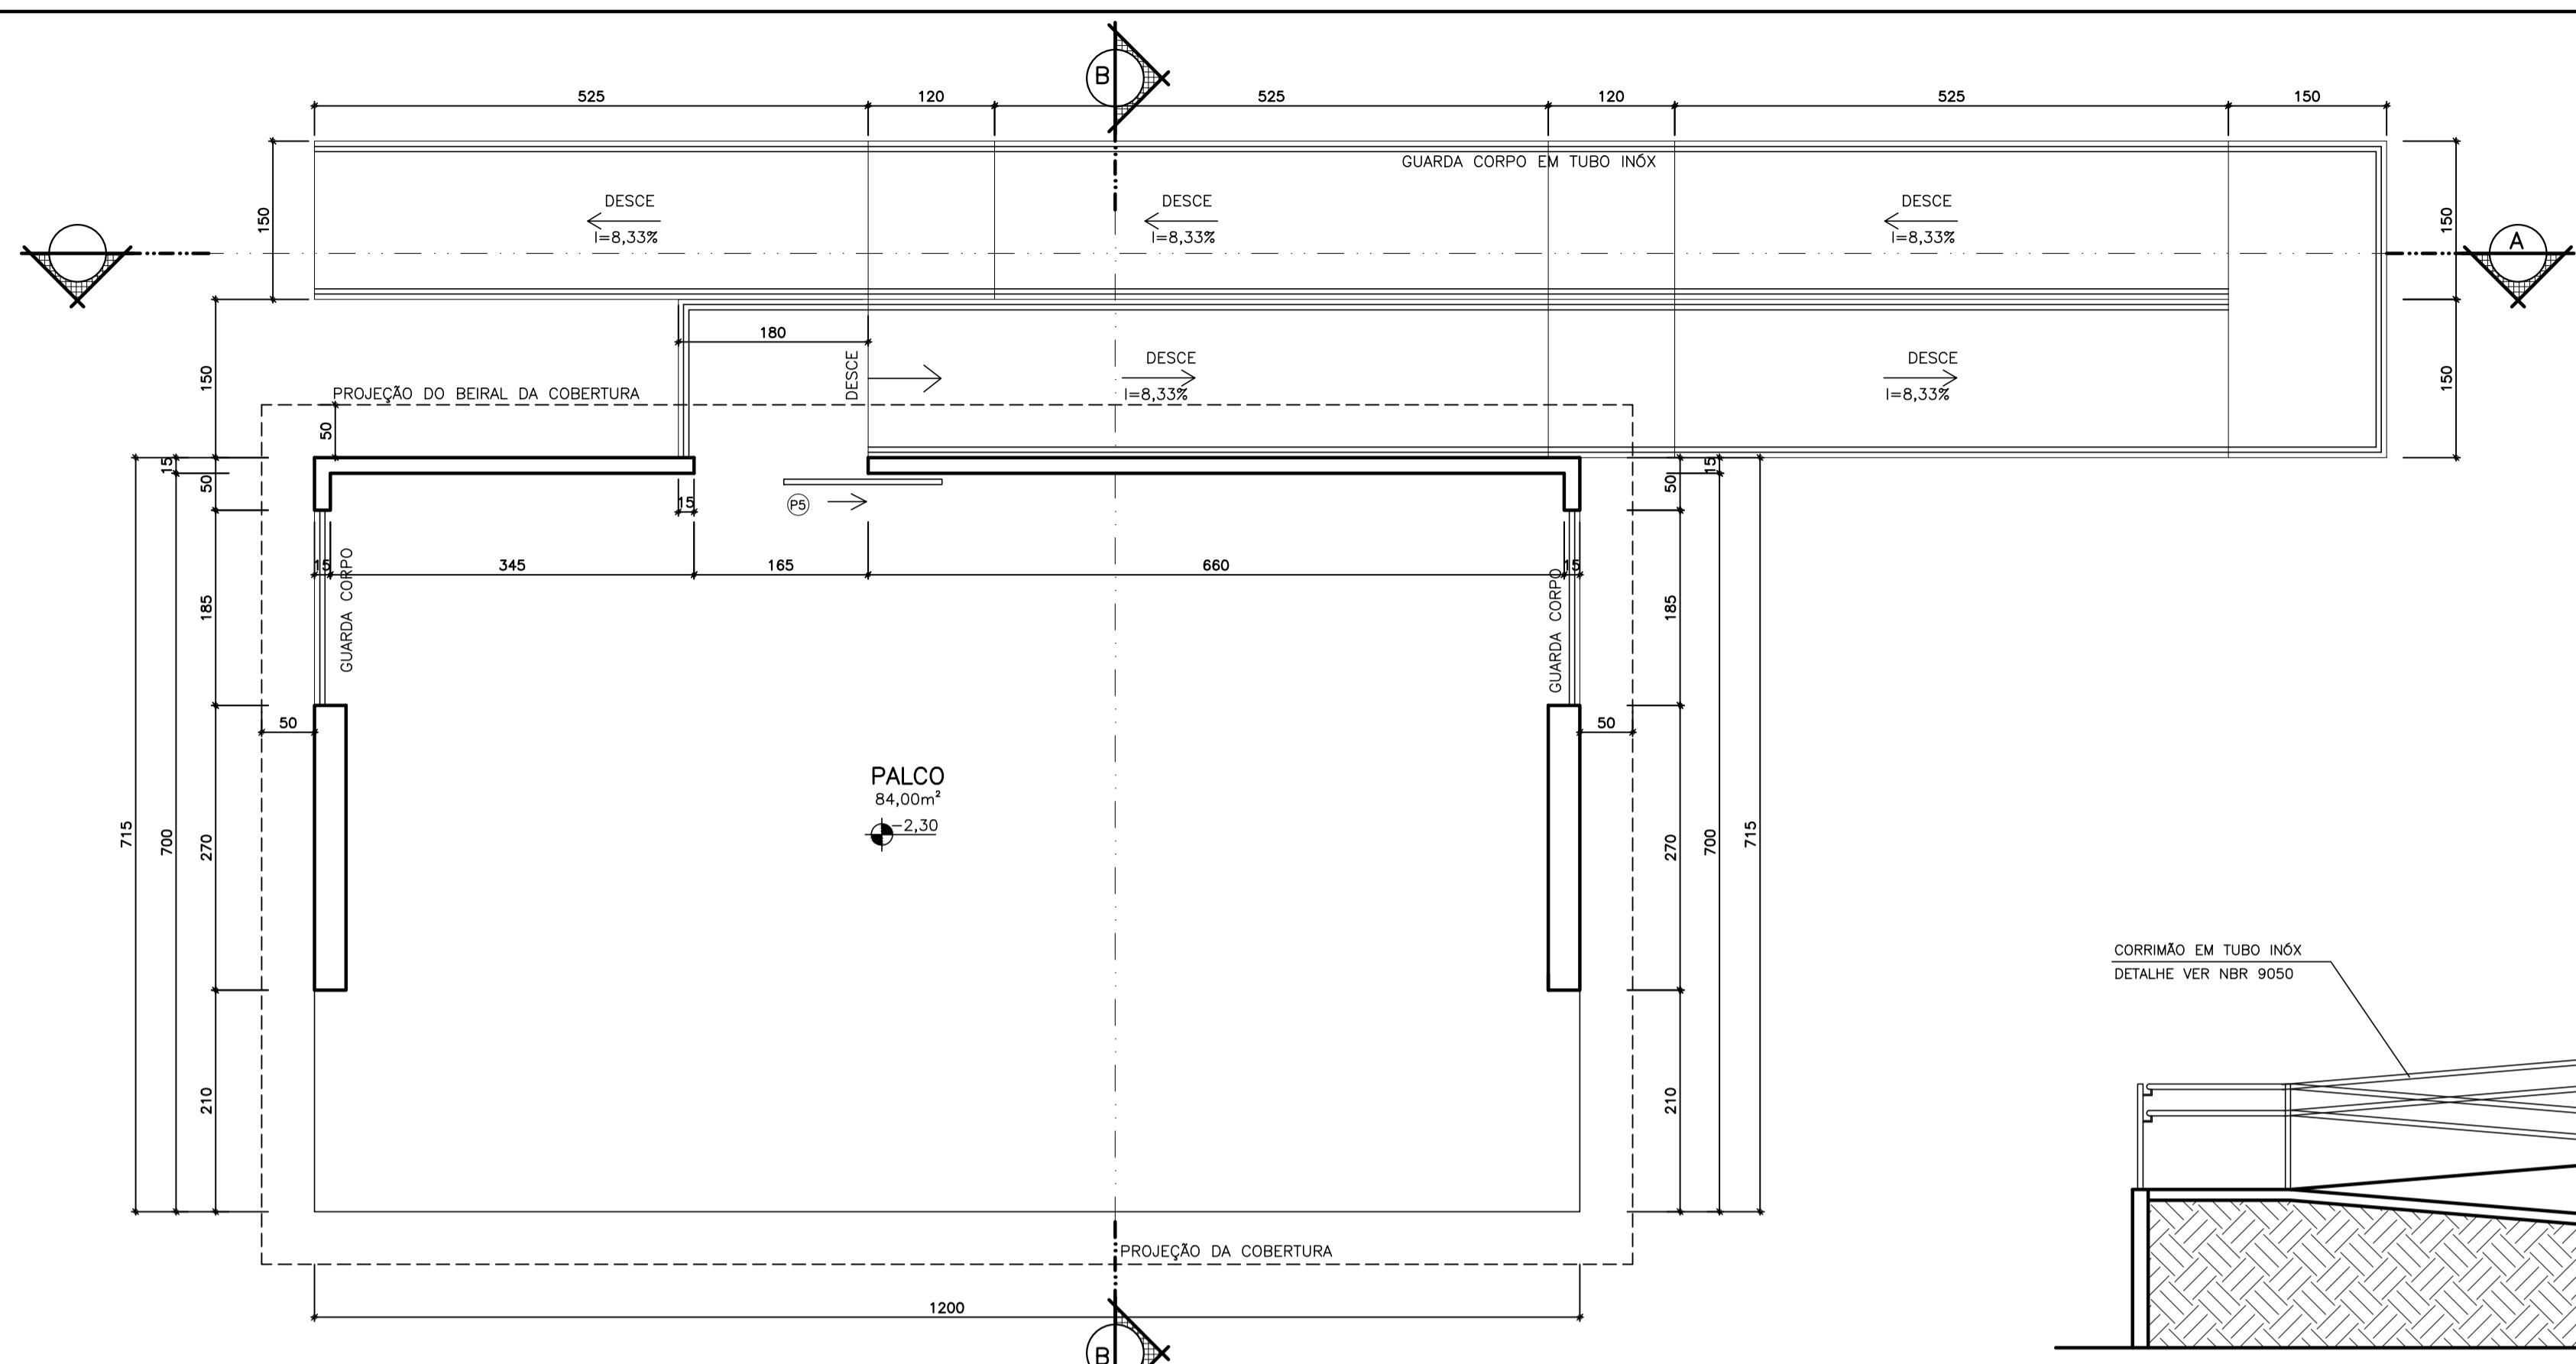 B
525
120
525
120
525
150
GUARDA CORPO EM TUBO INÓX
DESCE
I=8,33%
DESCE
I=8,33%
DESCE
I=8,33%
150
150
A
180
DESCE
DESCE
I=8,33%
DESCE
I=8,33%
150
150
PROJEÇÃO DO BEIRAL DA COBERTURA
50
15
50
15
50
15
P5
15
345
165
660
15
GUARDA CORPO
GUARDA CORPO
185
185
50
50
PALCO
84,00m²
-2,30
715
700
270
270
700
715
210
210
CORRIMÃO EM TUBO INÓX
DETALHE VER NBR 9050
PROJEÇÃO DA COBERTURA
1200
B